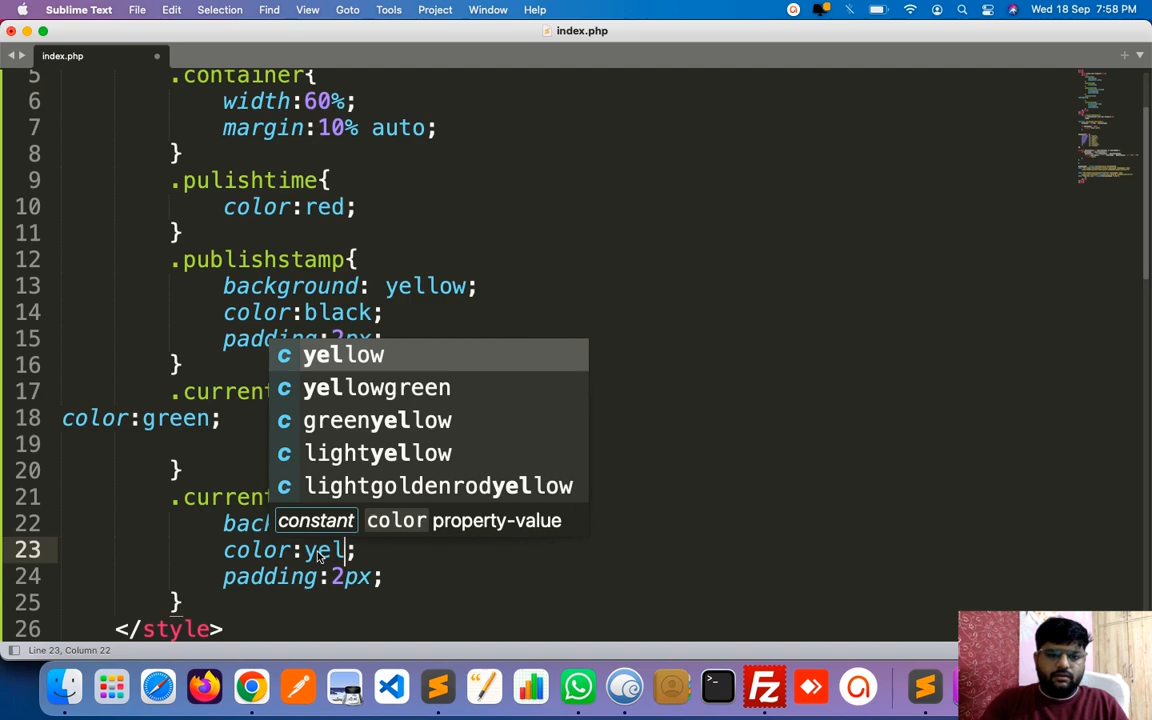 Sublime Text File Edit Selection Find View Goto Tools Project Window Help Wed 18 Sep 7:58 PM
index.php
index.php
5 .container{
6 width:60%;
7 margin:10% auto;
8 }
9 .pulishtime{
10 color:red;
11 }
12 .publishstamp{
13 background: yellow;
14 color:black;
15 padding:2px;
16 }
17 .current
18 color:green;
19
20 }
21 .current
22 back
23 color:yel;
24 padding:2px;
25 }
26 </style>
c yellow
c yellowgreen
c greenyellow
c lightyellow
c lightgoldenrodyellow
constant color property-value
Line 23, Column 22